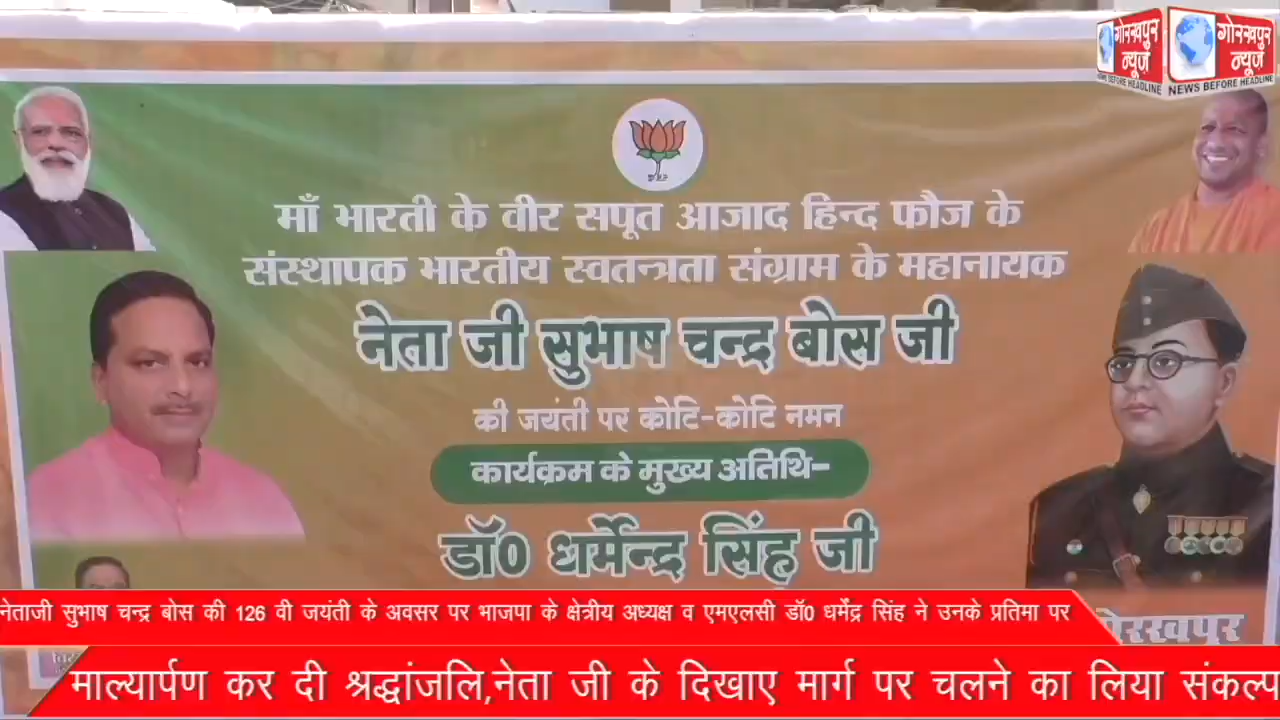 गोरखपुर न्यूज़ गोरखपुर न्यूज़
NEWS BEFORE HEADLINE NEWS BEFORE HEADLINE
माँ भारती के वीर सपूत आजाद हिन्द फौज के
संस्थापक भारतीय स्वतन्त्रता संग्राम के महानायक
नेता जी सुभाष चन्द्र बोस जी
की जयंती पर कोटि-कोटि नमन
कार्यक्रम के मुख्य अतिथि-
डॉ0 धर्मेन्द्र सिंह जी
नेताजी सुभाष चन्द्र बोस की 126 वी जयंती के अवसर पर भाजपा के क्षेत्रीय अध्यक्ष व एमएलसी डॉ0 धर्मेंद्र सिंह ने उनके प्रतिमा पर
माल्यार्पण कर दी श्रद्धांजलि,नेता जी के दिखाए मार्ग पर चलने का लिया संकल्प